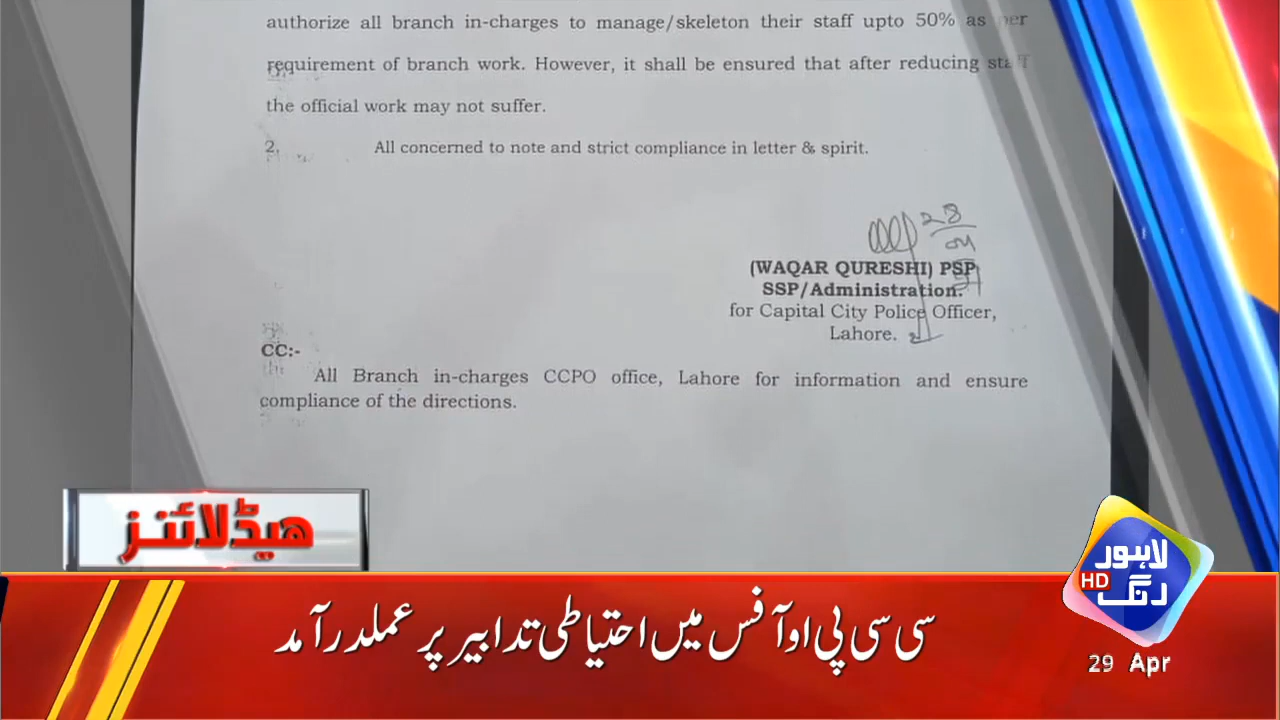 authorize all branch in-charges to manage/skeleton their staff upto 50% as per
requirement of branch work. However, it shall be ensured that after reducing staff
the official work may not suffer.
2. All concerned to note and strict compliance in letter & spirit.
28
04
(WAQAR QURESHI) PSP
SSP/Administration.
for Capital City Police Officer,
Lahore.
CC:-
All Branch in-charges CCPO office, Lahore for information and ensure
compliance of the directions.
ہیڈلائنز
لاہور
رنگ
HD
سی سی پی او آفس میں احتیاطی تدابیر پر عملدرآمد
29 Apr